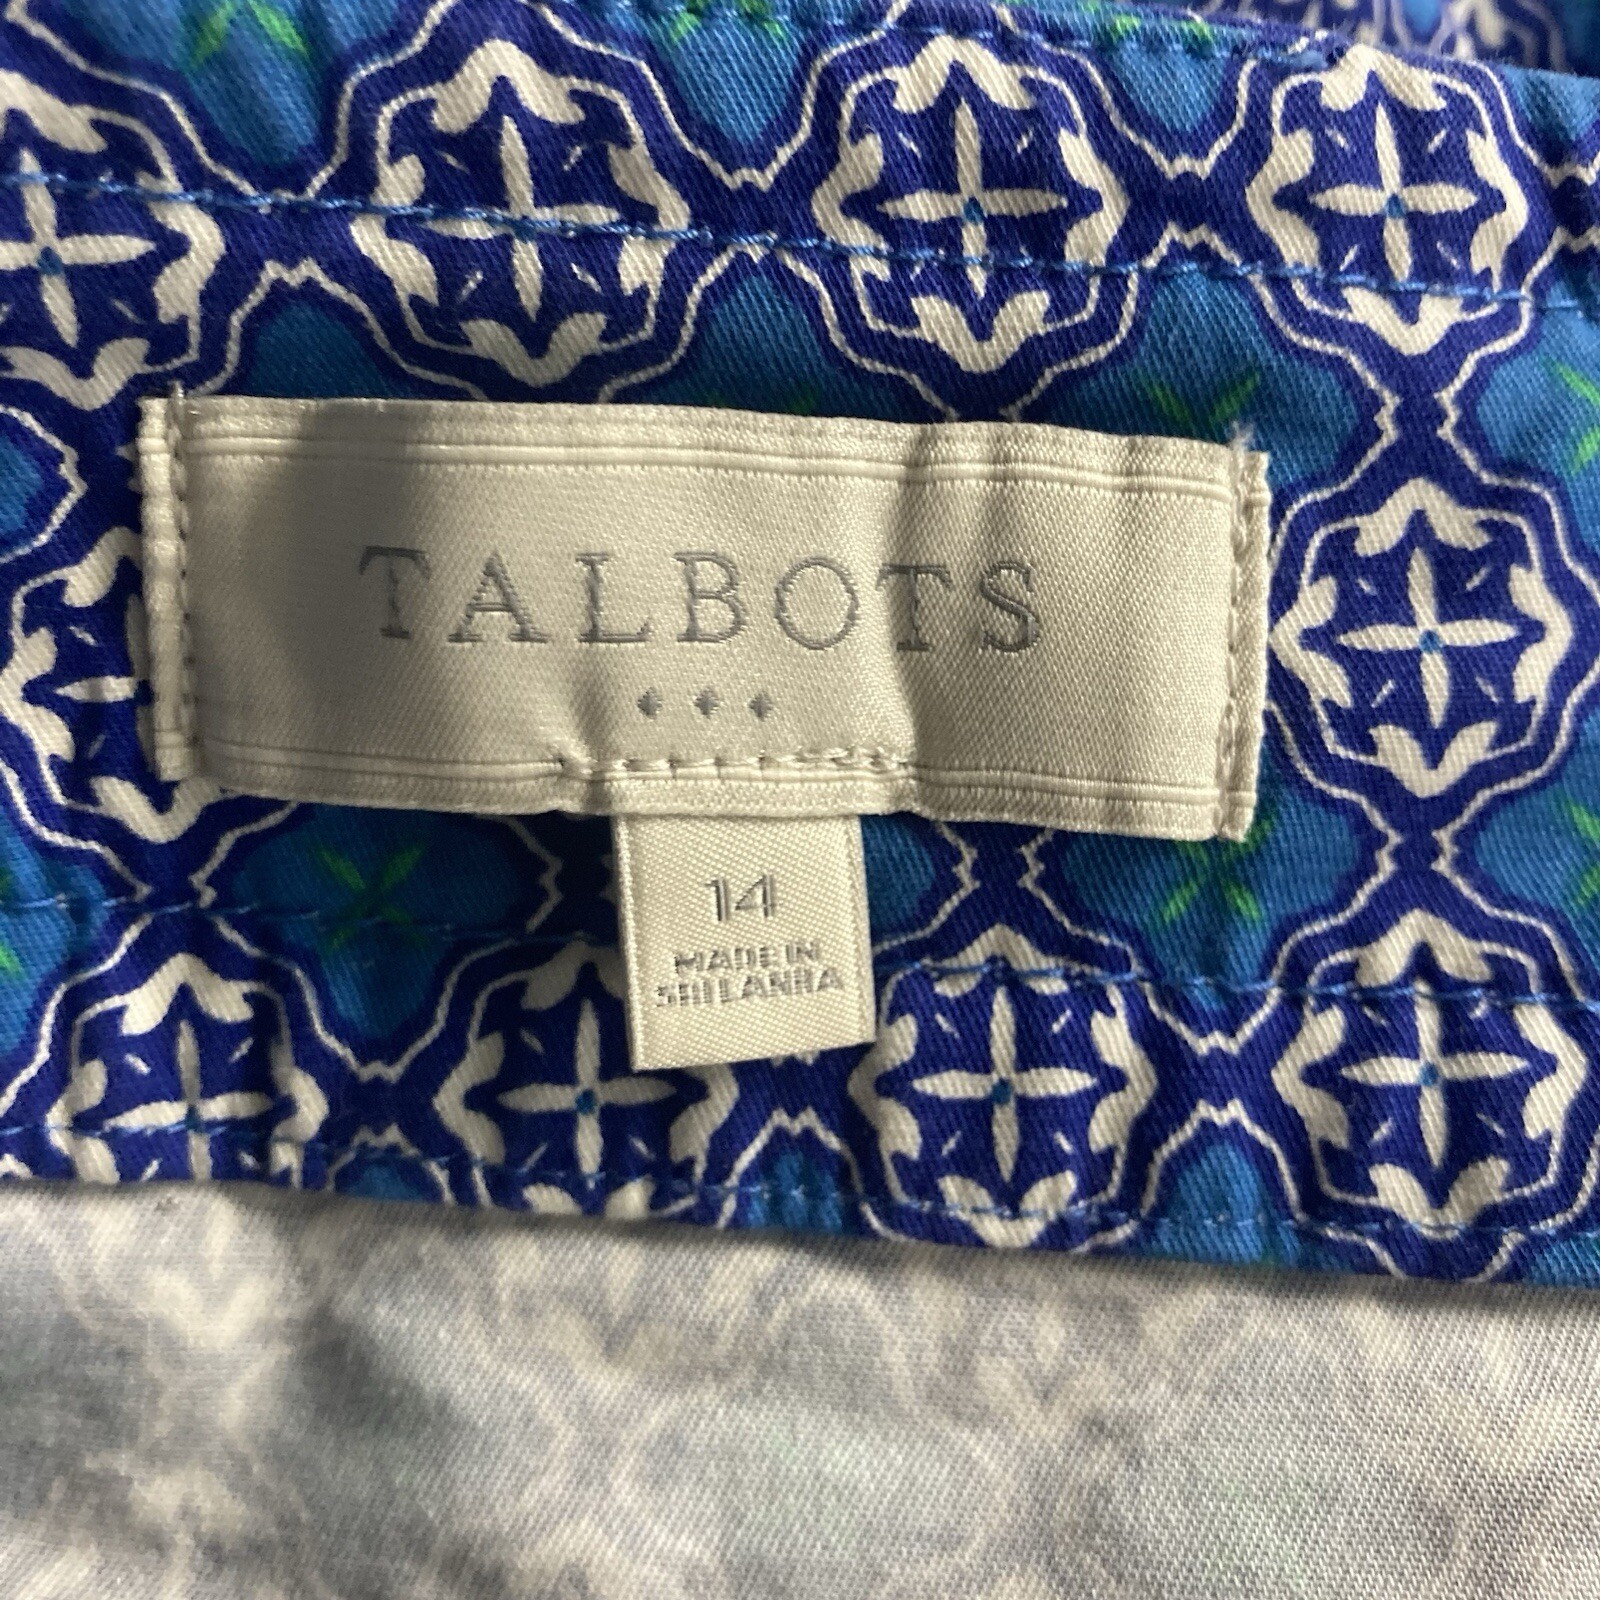 TALBOTS
14
MADE IN
SRI LANKA